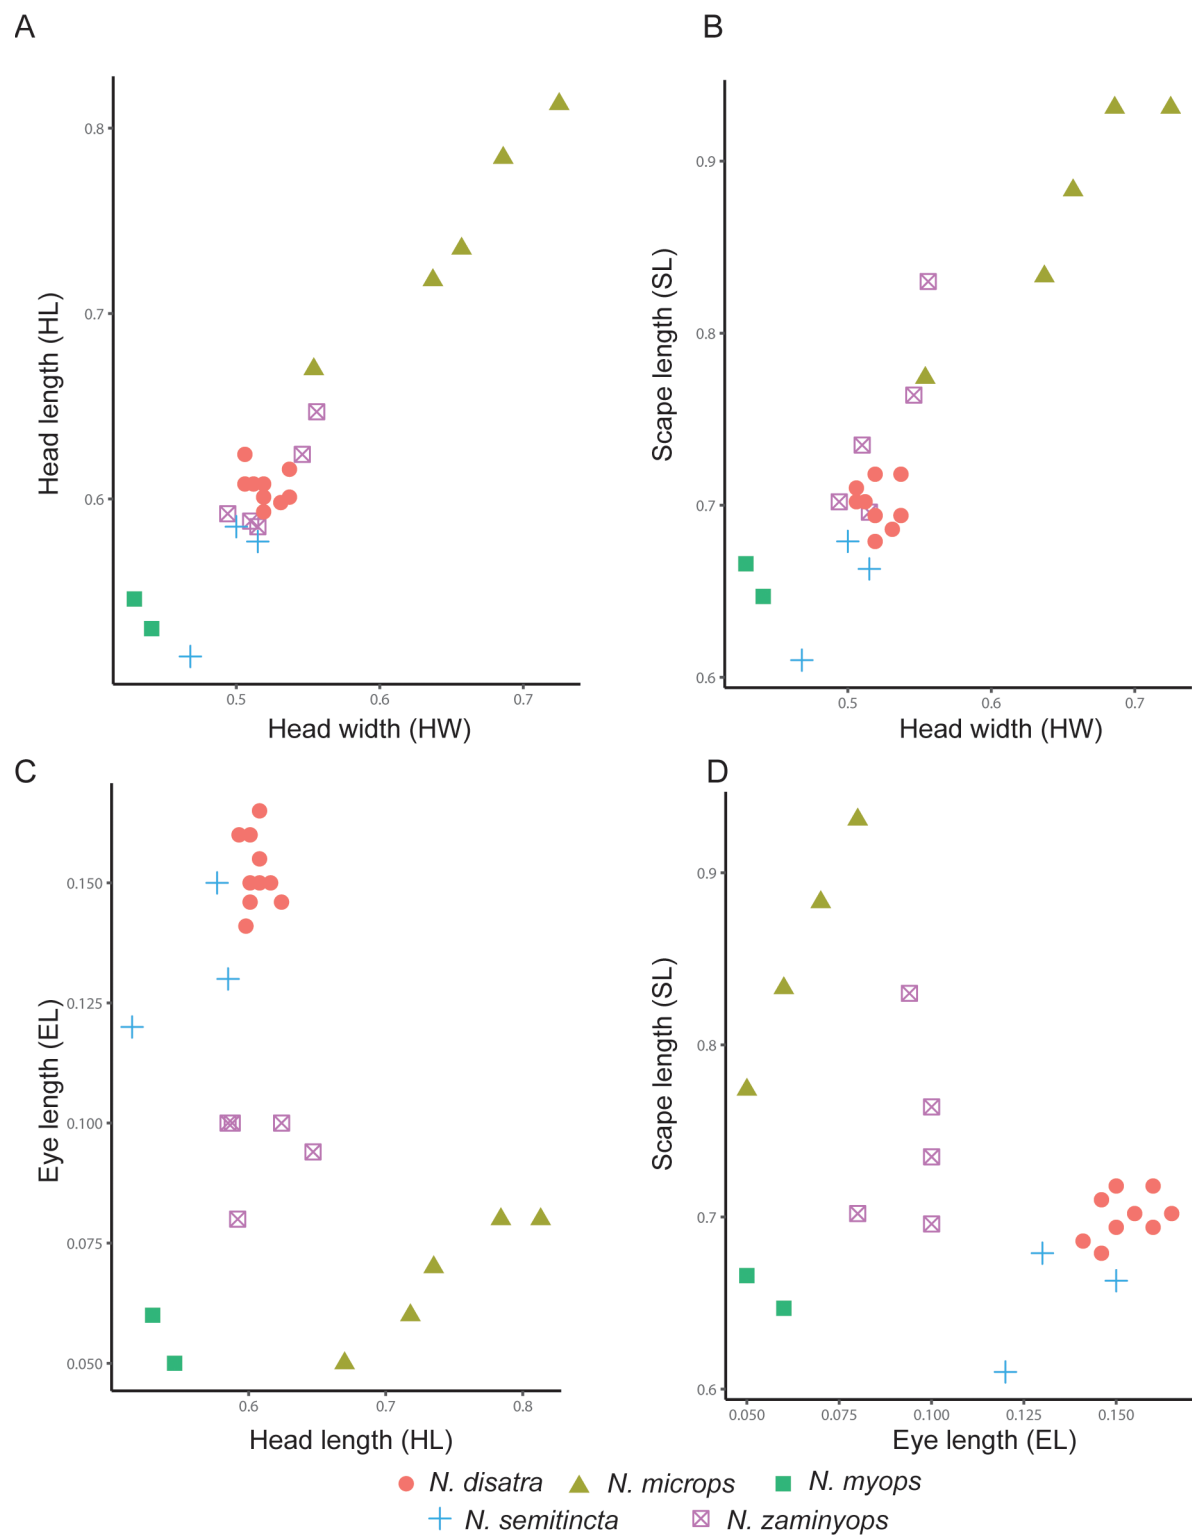 A
B
0.8
0.7
0.6
Head length (HL)
0.5 0.6 0.7
Head width (HW)
0.9
0.8
0.7
0.6
Scape length (SL)
0.5 0.6 0.7
Head width (HW)
C
D
0.150
0.125
0.100
0.075
0.050
Eye length (EL)
0.6 0.7 0.8
Head length (HL)
0.9
0.8
0.7
0.6
Scape length (SL)
0.050 0.075 0.100 0.125 0.150
Eye length (EL)
N. disatra N. microps N. myops
N. semitincta N. zaminyops